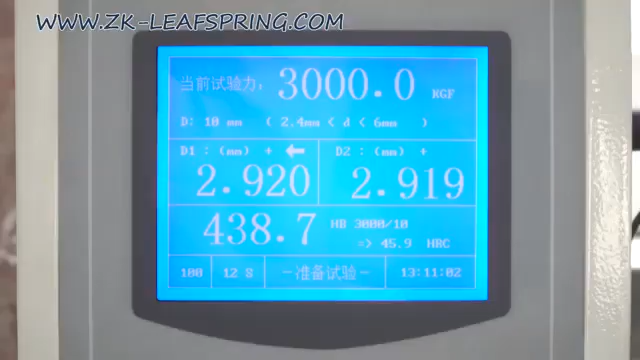 WWW.ZK-LEAFSPRING.COM
当前试验力: 3000.0 KGF
D: 10 mm ( 2.4mm < d < 6mm )
D1 : (mm) + ← D2 : (mm) +
2.920 2.919
438.7 HB 3000/10
=> 45.9 HRC
100 12 S －准备试验－ 13:11:02